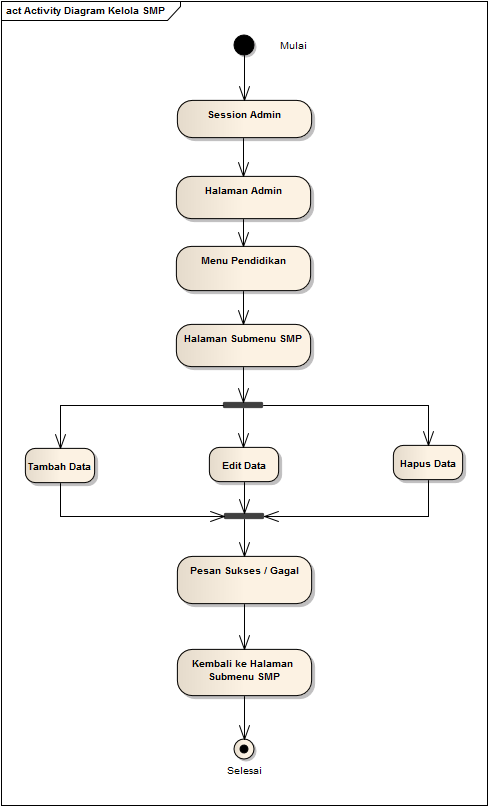 act Activity Diagram Kelola SMP
Mulai
Session Admin
Halaman Admin
Menu Pendidikan
Halaman Submenu SMP
Tambah Data
Edit Data
Hapus Data
Pesan Sukses / Gagal
Kembali ke Halaman
Submenu SMP
Selesai